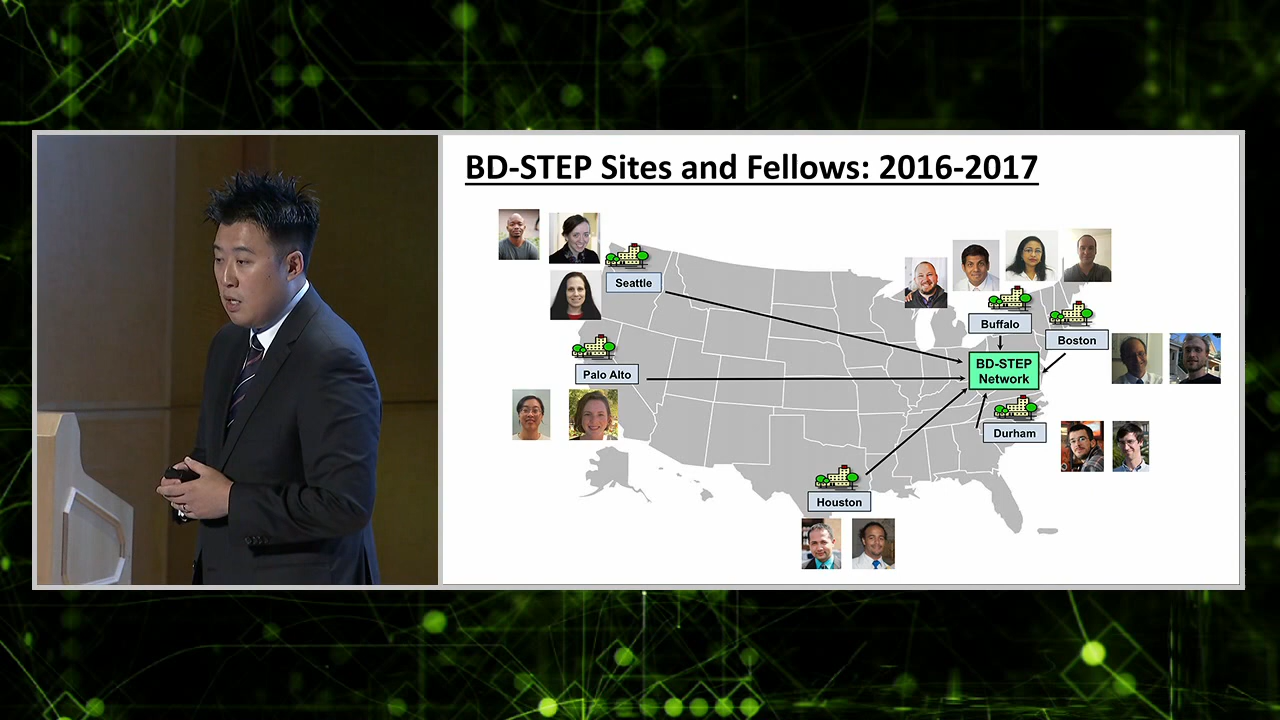 BD-STEP Sites and Fellows: 2016-2017
Seattle
Buffalo
Boston
Palo Alto
BD-STEP
Network
Durham
Houston